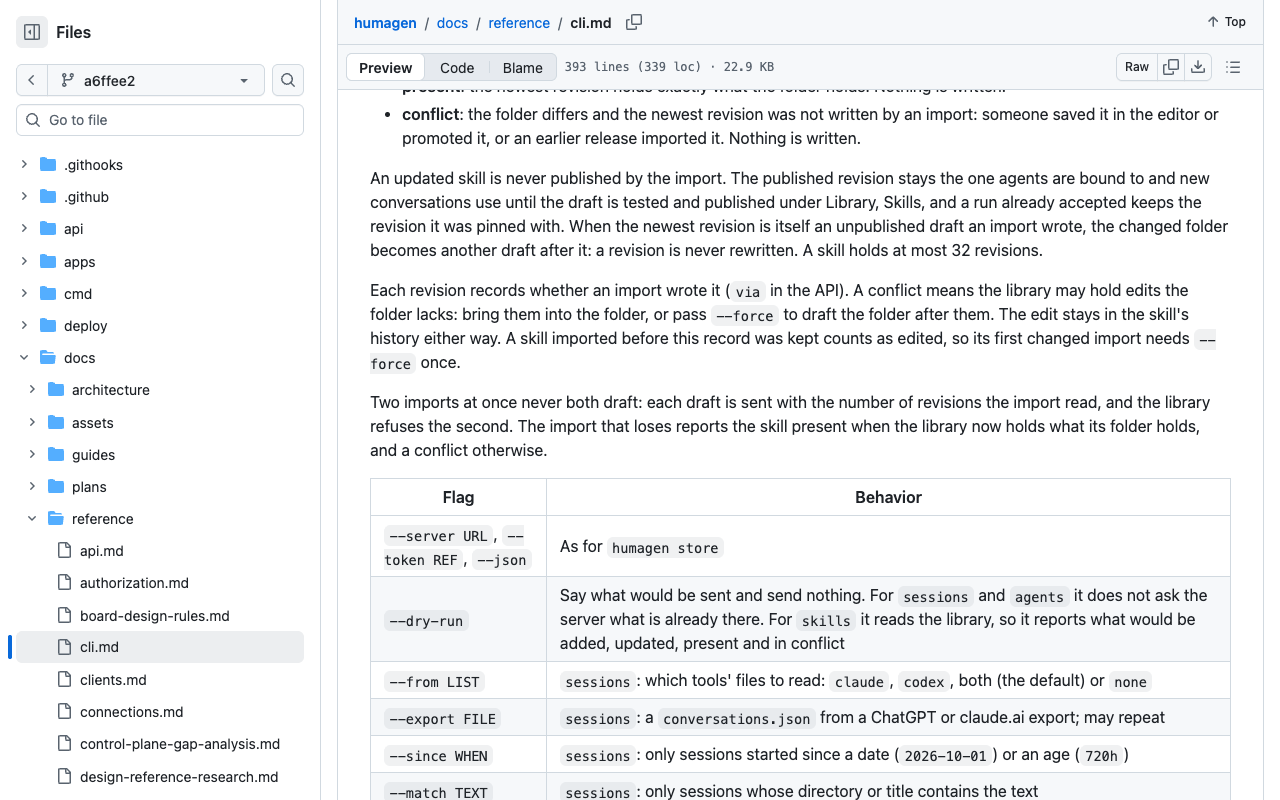 Files
humagen / docs / reference / cli.md
Top
a6ffee2
Preview Code Blame 393 lines (339 loc) · 22.9 KB
Raw
Go to file
.githooks
.github
api
apps
cmd
deploy
docs
architecture
assets
guides
plans
reference
api.md
authorization.md
board-design-rules.md
cli.md
clients.md
connections.md
control-plane-gap-analysis.md
design-reference-research.md
present: the newest revision holds exactly what the folder holds. Nothing is written.
• conflict: the folder differs and the newest revision was not written by an import: someone saved it in the editor or
promoted it, or an earlier release imported it. Nothing is written.
An updated skill is never published by the import. The published revision stays the one agents are bound to and new
conversations use until the draft is tested and published under Library, Skills, and a run already accepted keeps the
revision it was pinned with. When the newest revision is itself an unpublished draft an import wrote, the changed folder
becomes another draft after it: a revision is never rewritten. A skill holds at most 32 revisions.
Each revision records whether an import wrote it ( via in the API). A conflict means the library may hold edits the
folder lacks: bring them into the folder, or pass --force to draft the folder after them. The edit stays in the skill's
history either way. A skill imported before this record was kept counts as edited, so its first changed import needs --
force once.
Two imports at once never both draft: each draft is sent with the number of revisions the import read, and the library
refuses the second. The import that loses reports the skill present when the library now holds what its folder holds,
and a conflict otherwise.
Flag Behavior
--server URL , --
token REF , --json
As for humagen store
--dry-run
Say what would be sent and send nothing. For sessions and agents it does not ask the
server what is already there. For skills it reads the library, so it reports what would be
added, updated, present and in conflict
--from LIST sessions : which tools' files to read: claude , codex , both (the default) or none
--export FILE sessions : a conversations.json from a ChatGPT or claude.ai export; may repeat
--since WHEN sessions : only sessions started since a date ( 2026-10-01 ) or an age ( 720h )
--match TEXT sessions : only sessions whose directory or title contains the text